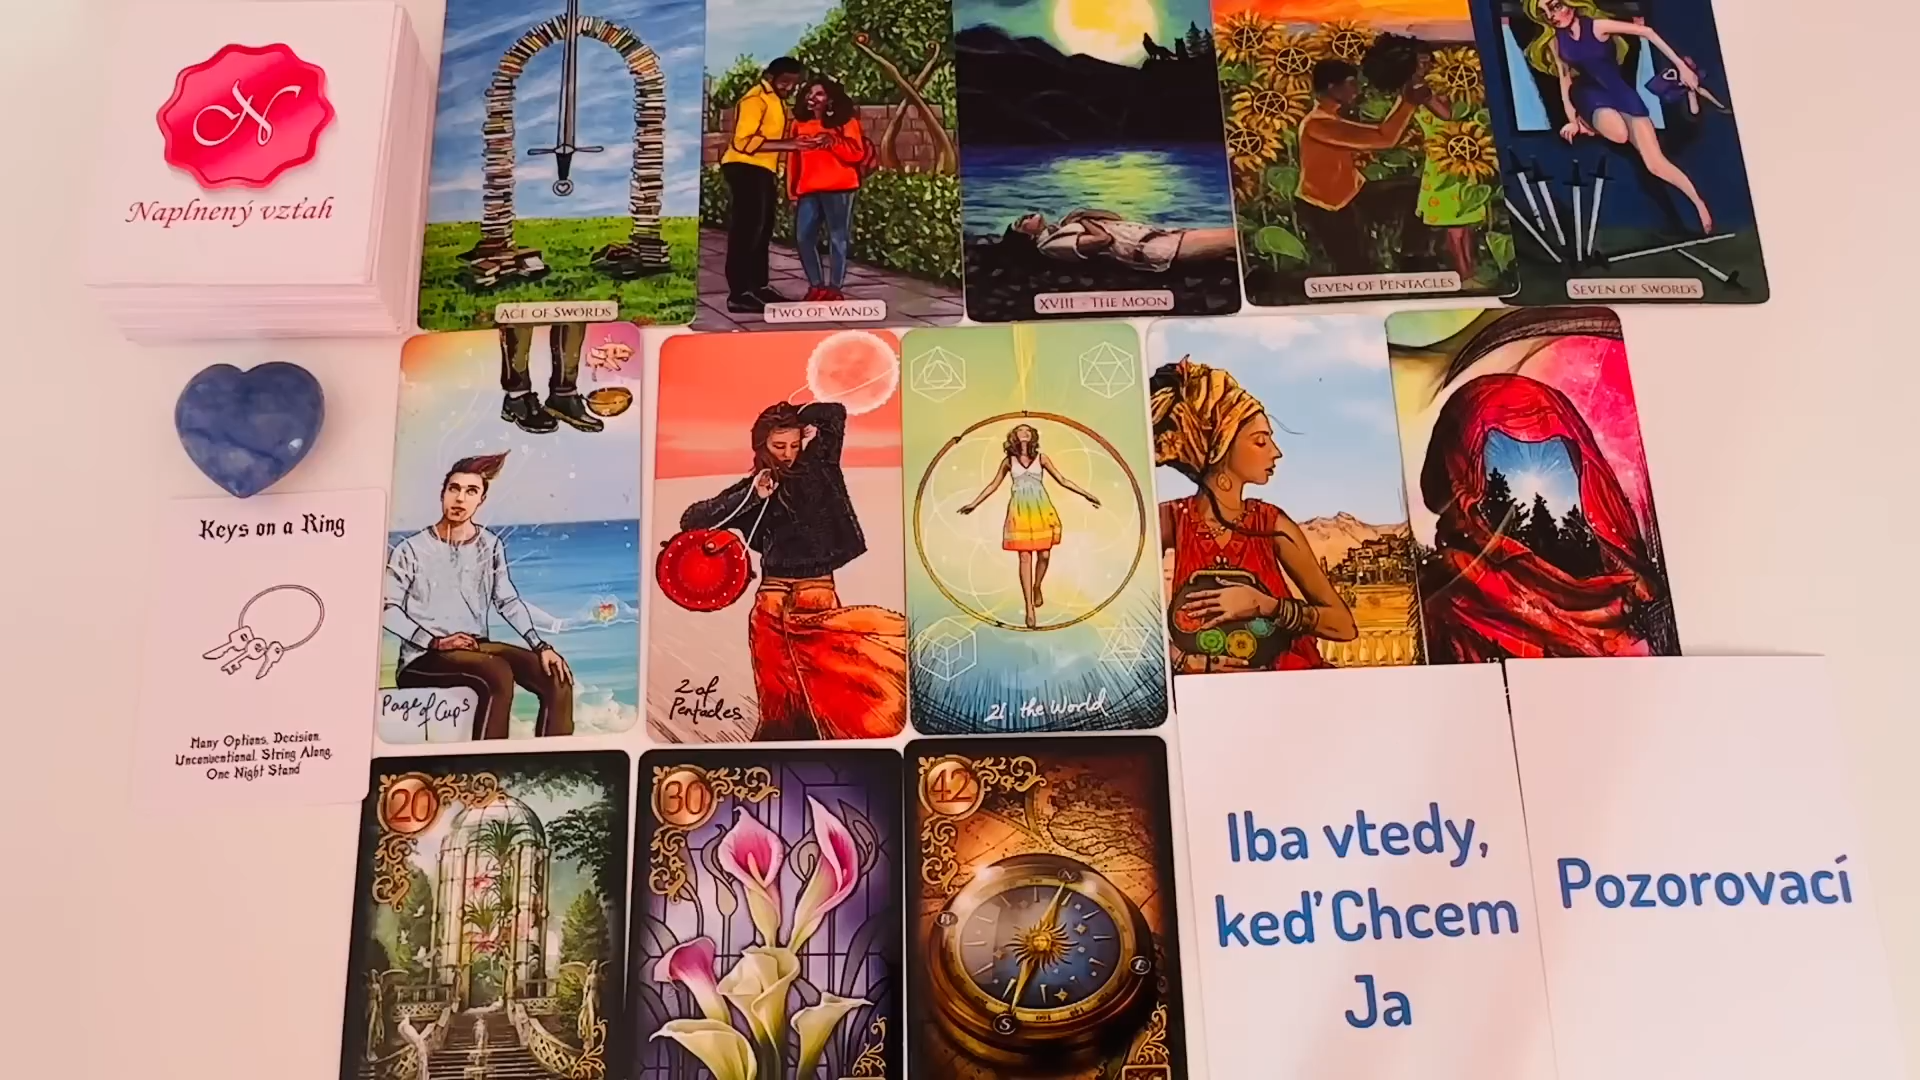 N
Naplnený vzťah
ACE OF SWORDS
TWO OF WANDS
XVIII - THE MOON
SEVEN OF PENTACLES
SEVEN OF SWORDS
Keys on a Ring
Many Options, Decision,
Unconventional, String Along,
One Night Stand
Page of Cups
2 of
Pentacles
21. the World
20
30
42
N
E
S
W
Iba vtedy,
keď Chcem
Ja
Pozorovací